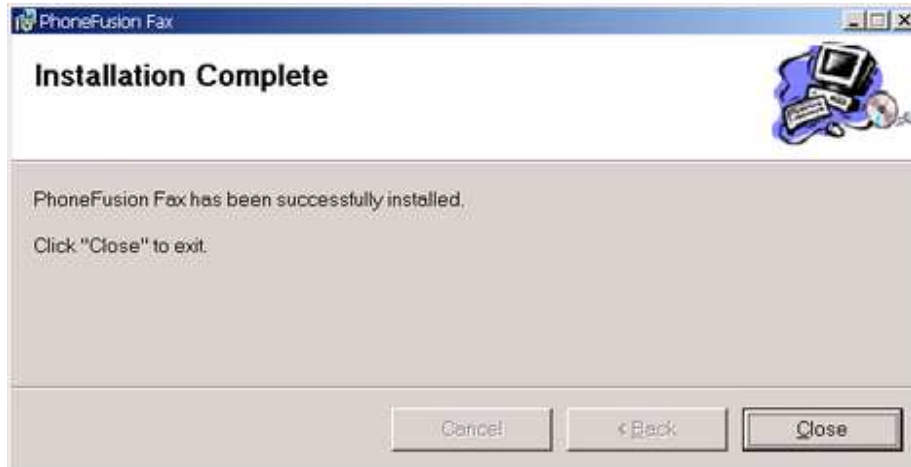 PhoneFusion Fax
Installation Complete
PhoneFusion Fax has been successfully installed.
Click "Close" to exit.
Cancel
< Back
Close